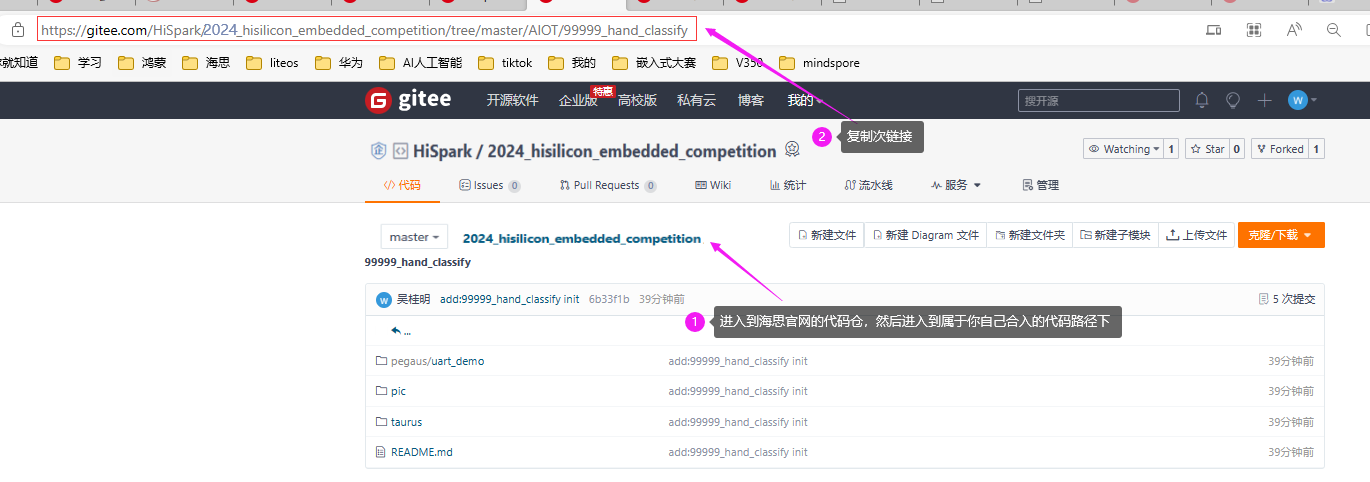 https://gitee.com/HiSpark/2024_hisilicon_embedded_competition/tree/master/AIOT/99999_hand_classify
就知道 学习 鸿蒙 海思 liteos 华为 AI人工智能 tiktok 我的 嵌入式大赛 V350 mindspore
gitee 开源软件 企业版 特惠 高校版 私有云 博客 我的 搜开源 W
2 复制次链接
HiSpark / 2024_hisilicon_embedded_competition Watching 1 Star 0 Forked 1
代码 Issues 0 Pull Requests 0 Wiki 统计 流水线 服务 管理
master 2024_hisilicon_embedded_competition 新建文件 新建 Diagram 文件 新建文件夹 新建子模块 上传文件 克隆/下载
99999_hand_classify
W 吴桂明 add:99999_hand_classify init 6b33f1b 39分钟前 5 次提交
1 进入到海思官网的代码仓，然后进入到属于你自己合入的代码路径下
...
pegaus/uart_demo add:99999_hand_classify init 39分钟前
pic add:99999_hand_classify init 39分钟前
taurus add:99999_hand_classify init 39分钟前
README.md add:99999_hand_classify init 39分钟前